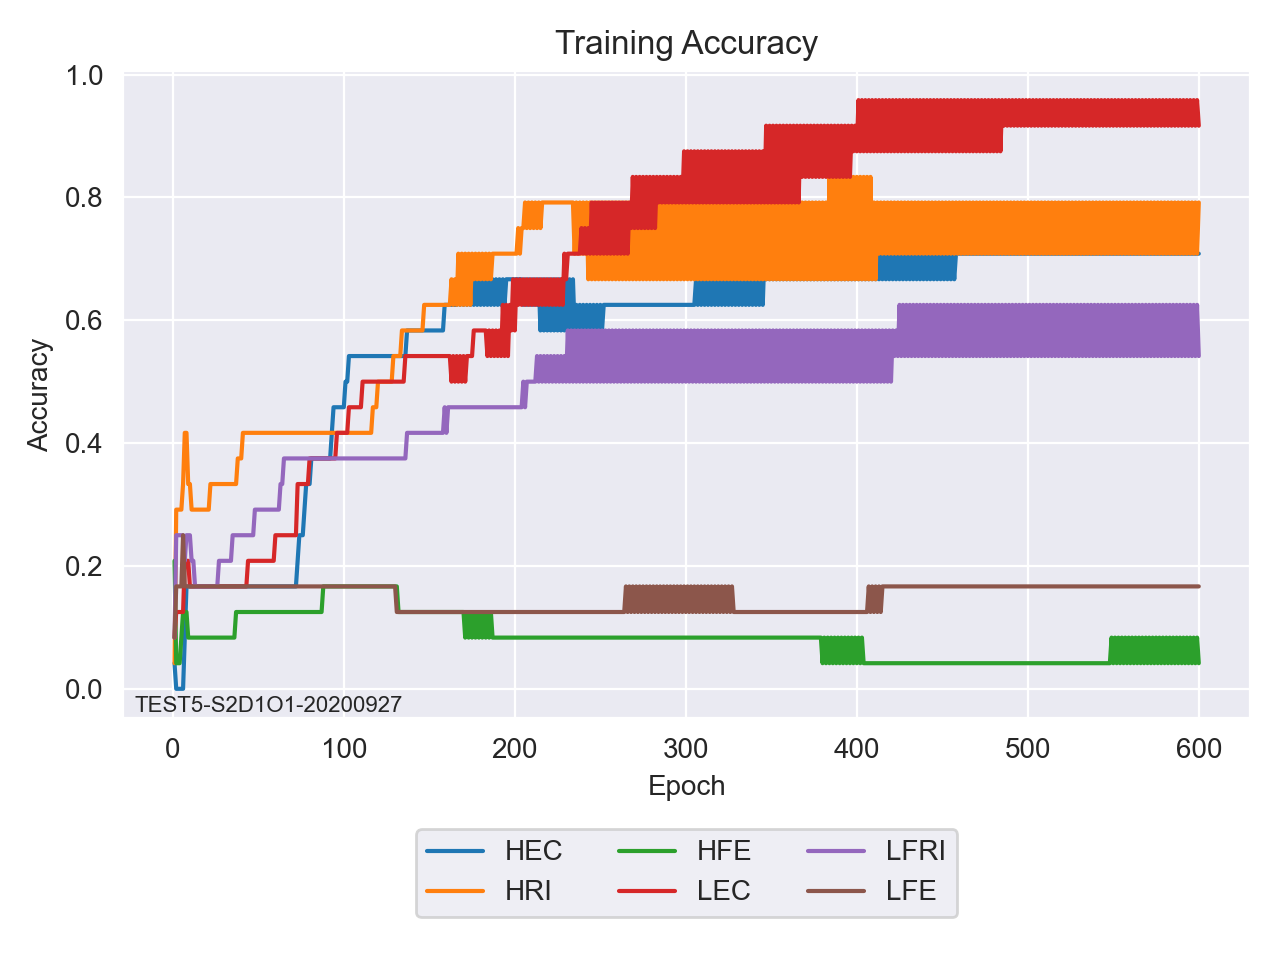 Training Accuracy
1.0
0.8
0.6
0.4
0.2
0.0
Accuracy
TEST5-S2D1O1-20200927
0 100 200 300 400 500 600
Epoch
HEC HFE LFRI
HRI LEC LFE